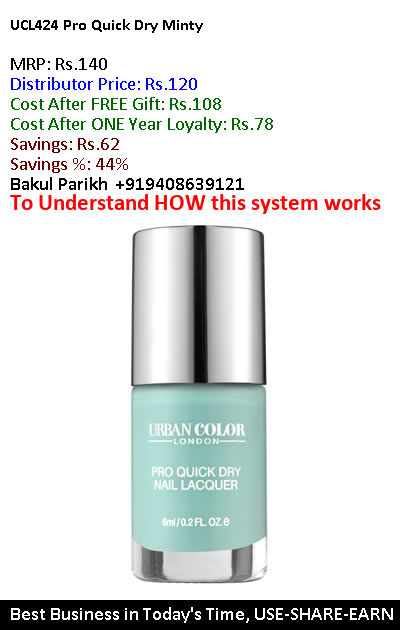 UCL424 Pro Quick Dry Minty
MRP: Rs.140
Distributor Price: Rs.120
Cost After FREE Gift: Rs.108
Cost After ONE Year Loyalty: Rs.78
Savings: Rs.62
Savings %: 44%
Bakul Parikh +919408639121
To Understand HOW this system works
URBAN COLOR
LONDON
PRO QUICK DRY
NAIL LACQUER
6ml/0.2 FL. OZ.e
Best Business in Today's Time, USE-SHARE-EARN